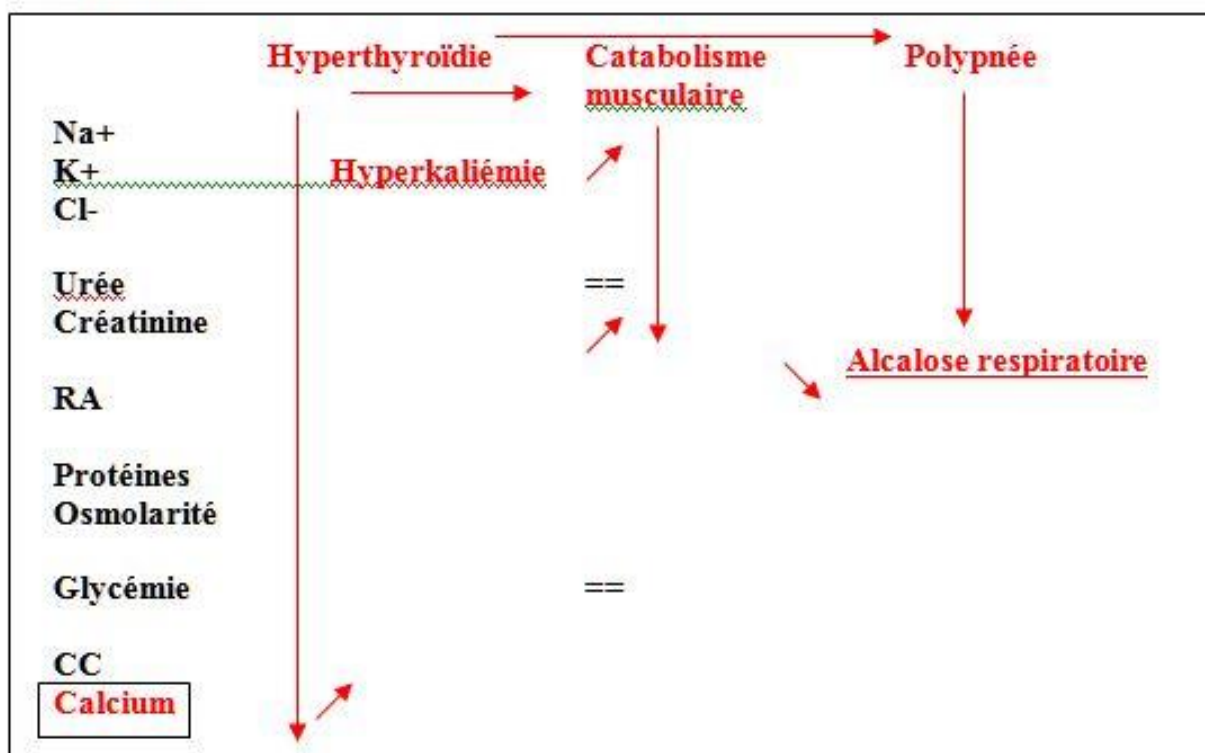 Hyperthyroïdie Catabolisme Polypnée
musculaire
Na+
K+ Hyperkaliémie
Cl-
Urée ==
Créatinine
Alcalose respiratoire
RA
Protéines
Osmolarité
Glycémie ==
CC
Calcium